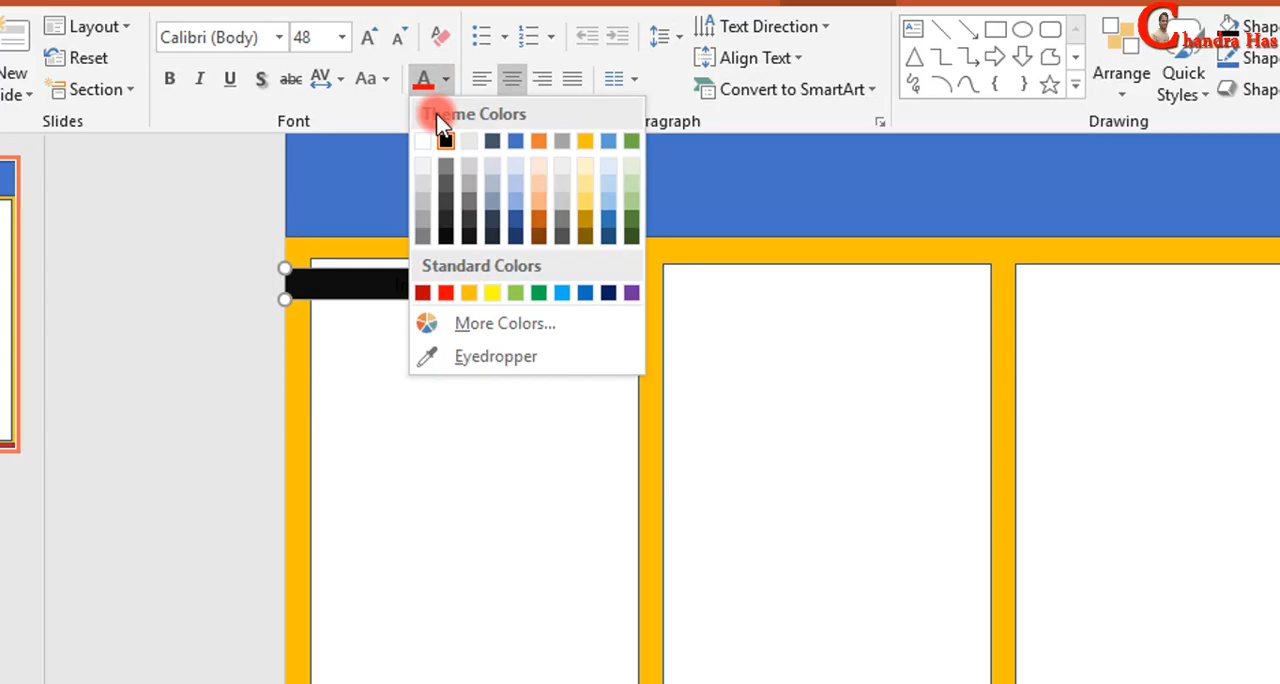 Layout
Calibri (Body) 48
Text Direction
Shap
Chandra Has
New
Reset
Align Text
Shap
Arrange
Quick
ide
Section
B I U S abc AV Aa A
Convert to SmartArt
Styles
Shap
Slides
Font
ragraph
Drawing
Theme Colors
Standard Colors
More Colors...
Eyedropper